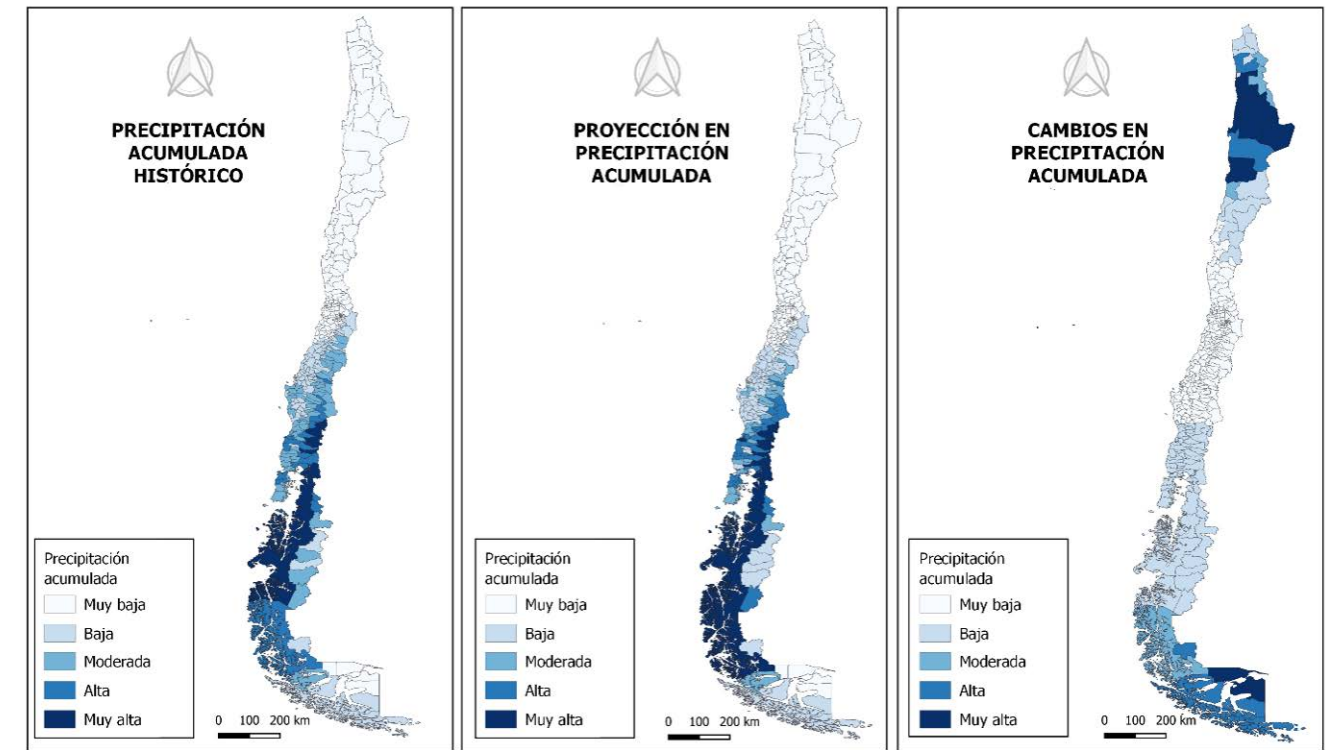 PRECIPITACIÓN
ACUMULADA
HISTÓRICO
Precipitación
acumulada
Muy baja
Baja
Moderada
Alta
Muy alta
0 100 200 km
PROYECCIÓN EN
PRECIPITACIÓN
ACUMULADA
Precipitación
acumulada
Muy baja
Baja
Moderada
Alta
Muy alta
0 100 200 km
CAMBIOS EN
PRECIPITACIÓN
ACUMULADA
Precipitación
acumulada
Muy baja
Baja
Moderada
Alta
Muy alta
0 100 200 km